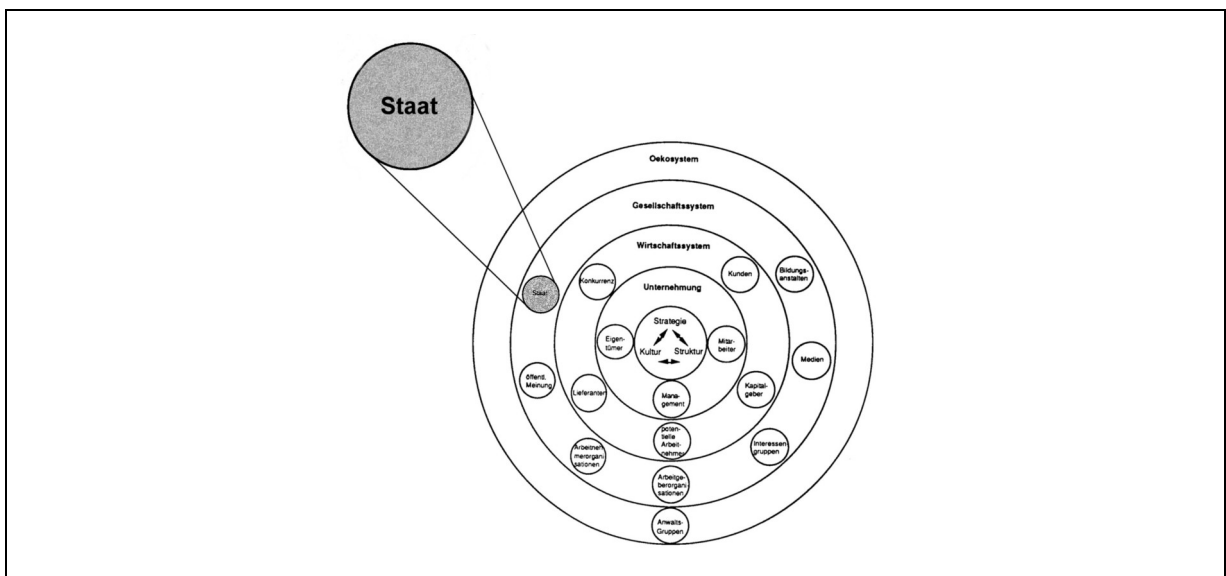 Staat
Oekosystem
Gesellschaftssystem
Wirtschaftssystem
Konkurrenz
Kunden
Bildungs-
anstalten
Staat
Unternehmung
Strategie
Kultur
Struktur
Eigen-
tümer
Mitar-
beiter
Medien
öffentl.
Meinung
Lieferanten
Mana-
gement
Kapital-
geber
poten-
tielle
Arbeit-
nehmer
Interessen
gruppen
Arbeitneh
merorgani
sationen
Arbeitge-
berorgani-
sationen
Anwalts-
Gruppen